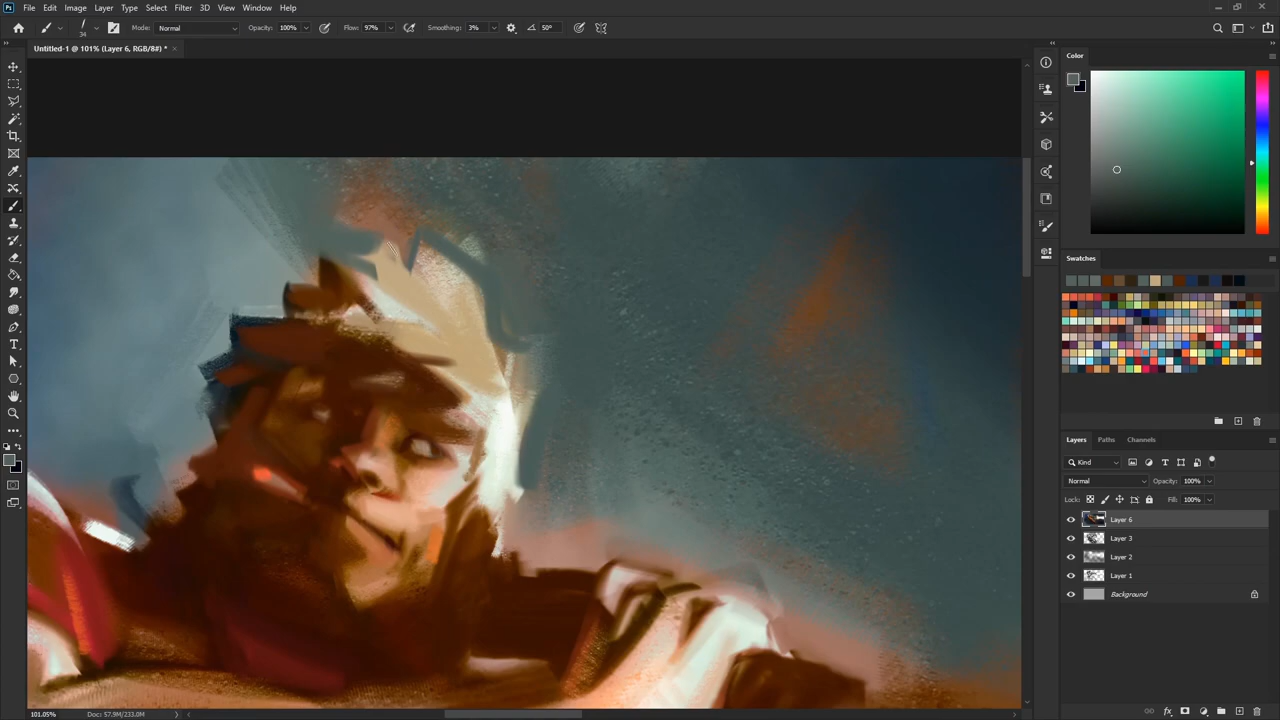 Ps File Edit Image Layer Type Select Filter 3D View Window Help
34 Mode: Normal Opacity: 100% Flow: 97% Smoothing: 3% 50°
Untitled-1 @ 101% (Layer 6, RGB/8#) *
Color
Swatches
Layers Paths Channels
Kind
Normal Opacity: 100%
Lock: Fill: 100%
Layer 6
Layer 3
Layer 2
Layer 1
Background
101.05% Doc: 57.9M/233.0M